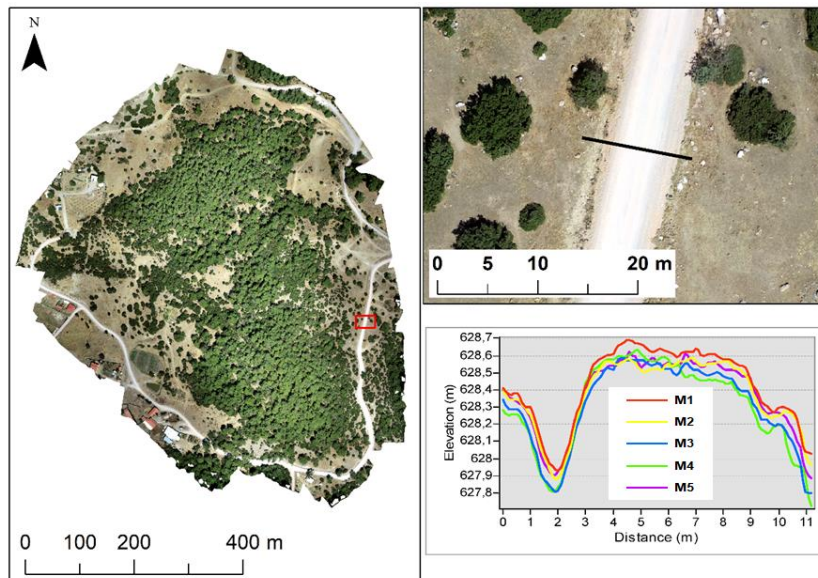 N
0 100 200 400 m
0 5 10 20 m
628,7
628,6
628,5
628,4
628,3
628,2
628,1
628
627,9
627,8
Elevation (m)
M1
M2
M3
M4
M5
0 1 2 3 4 5 6 7 8 9 10 11
Distance (m)